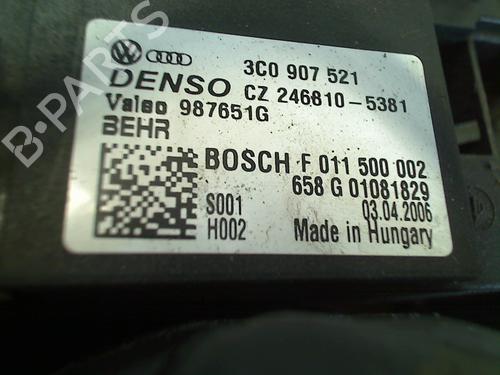 3C0 907 521
DENSO CZ 246810-5381
Valeo 987651G
BEHR
BOSCH F 011 500 002
658 G 01081829
S001 03.04.2006
H002 Made in Hungary
B-PARTS